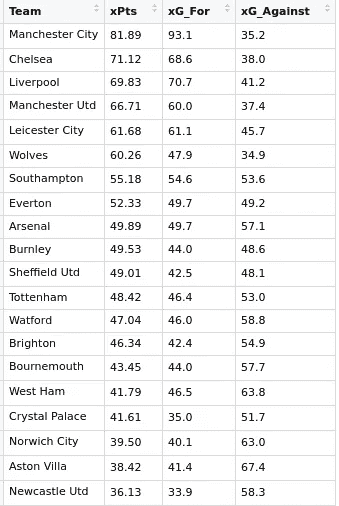 Team xPts xG_For xG_Against
Manchester City 81.89 93.1 35.2
Chelsea 71.12 68.6 38.0
Liverpool 69.83 70.7 41.2
Manchester Utd 66.71 60.0 37.4
Leicester City 61.68 61.1 45.7
Wolves 60.26 47.9 34.9
Southampton 55.18 54.6 53.6
Everton 52.33 49.7 49.2
Arsenal 49.89 49.7 57.1
Burnley 49.53 44.0 48.6
Sheffield Utd 49.01 42.5 48.1
Tottenham 48.42 46.4 53.0
Watford 47.04 46.0 58.8
Brighton 46.34 42.4 54.9
Bournemouth 43.45 44.0 57.7
West Ham 41.79 46.5 63.8
Crystal Palace 41.61 35.0 51.7
Norwich City 39.50 40.1 63.0
Aston Villa 38.42 41.4 67.4
Newcastle Utd 36.13 33.9 58.3